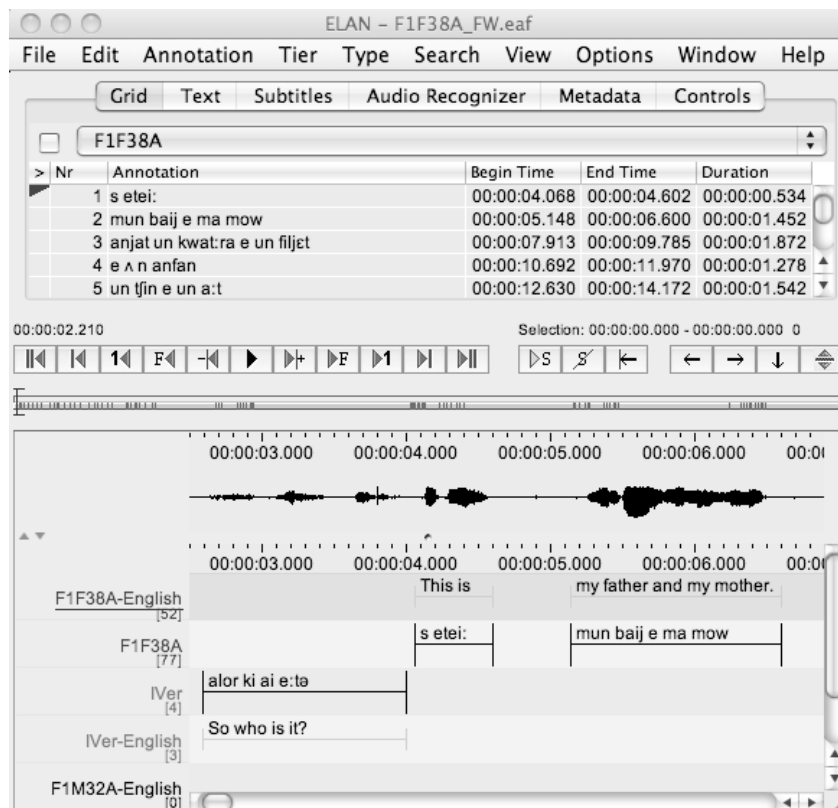 ELAN – F1F38A_FW.eaf
File Edit Annotation Tier Type Search View Options Window Help
Grid Text Subtitles Audio Recognizer Metadata Controls
F1F38A
> Nr Annotation Begin Time End Time Duration
1 s etei: 00:00:04.068 00:00:04.602 00:00:00.534
2 mun baij e ma mow 00:00:05.148 00:00:06.600 00:00:01.452
3 anjat un kwat:ra e un filjɛt 00:00:07.913 00:00:09.785 00:00:01.872
4 e ʌ n anfan 00:00:10.692 00:00:11.970 00:00:01.278
5 un tʃin e un a:t 00:00:12.630 00:00:14.172 00:00:01.542
00:00:02.210 Selection: 00:00:00.000 - 00:00:00.000 0
1 F + F 1 S S
00:00:03.000 00:00:04.000 00:00:05.000 00:00:06.000 00:0
00:00:03.000 00:00:04.000 00:00:05.000 00:00:06.000 00:0
F1F38A-English This is my father and my mother.
[52]
F1F38A s etei: mun baij e ma mow
[77]
IVer alor ki ai e:tə
[4]
IVer-English So who is it?
[3]
F1M32A-English
[0]